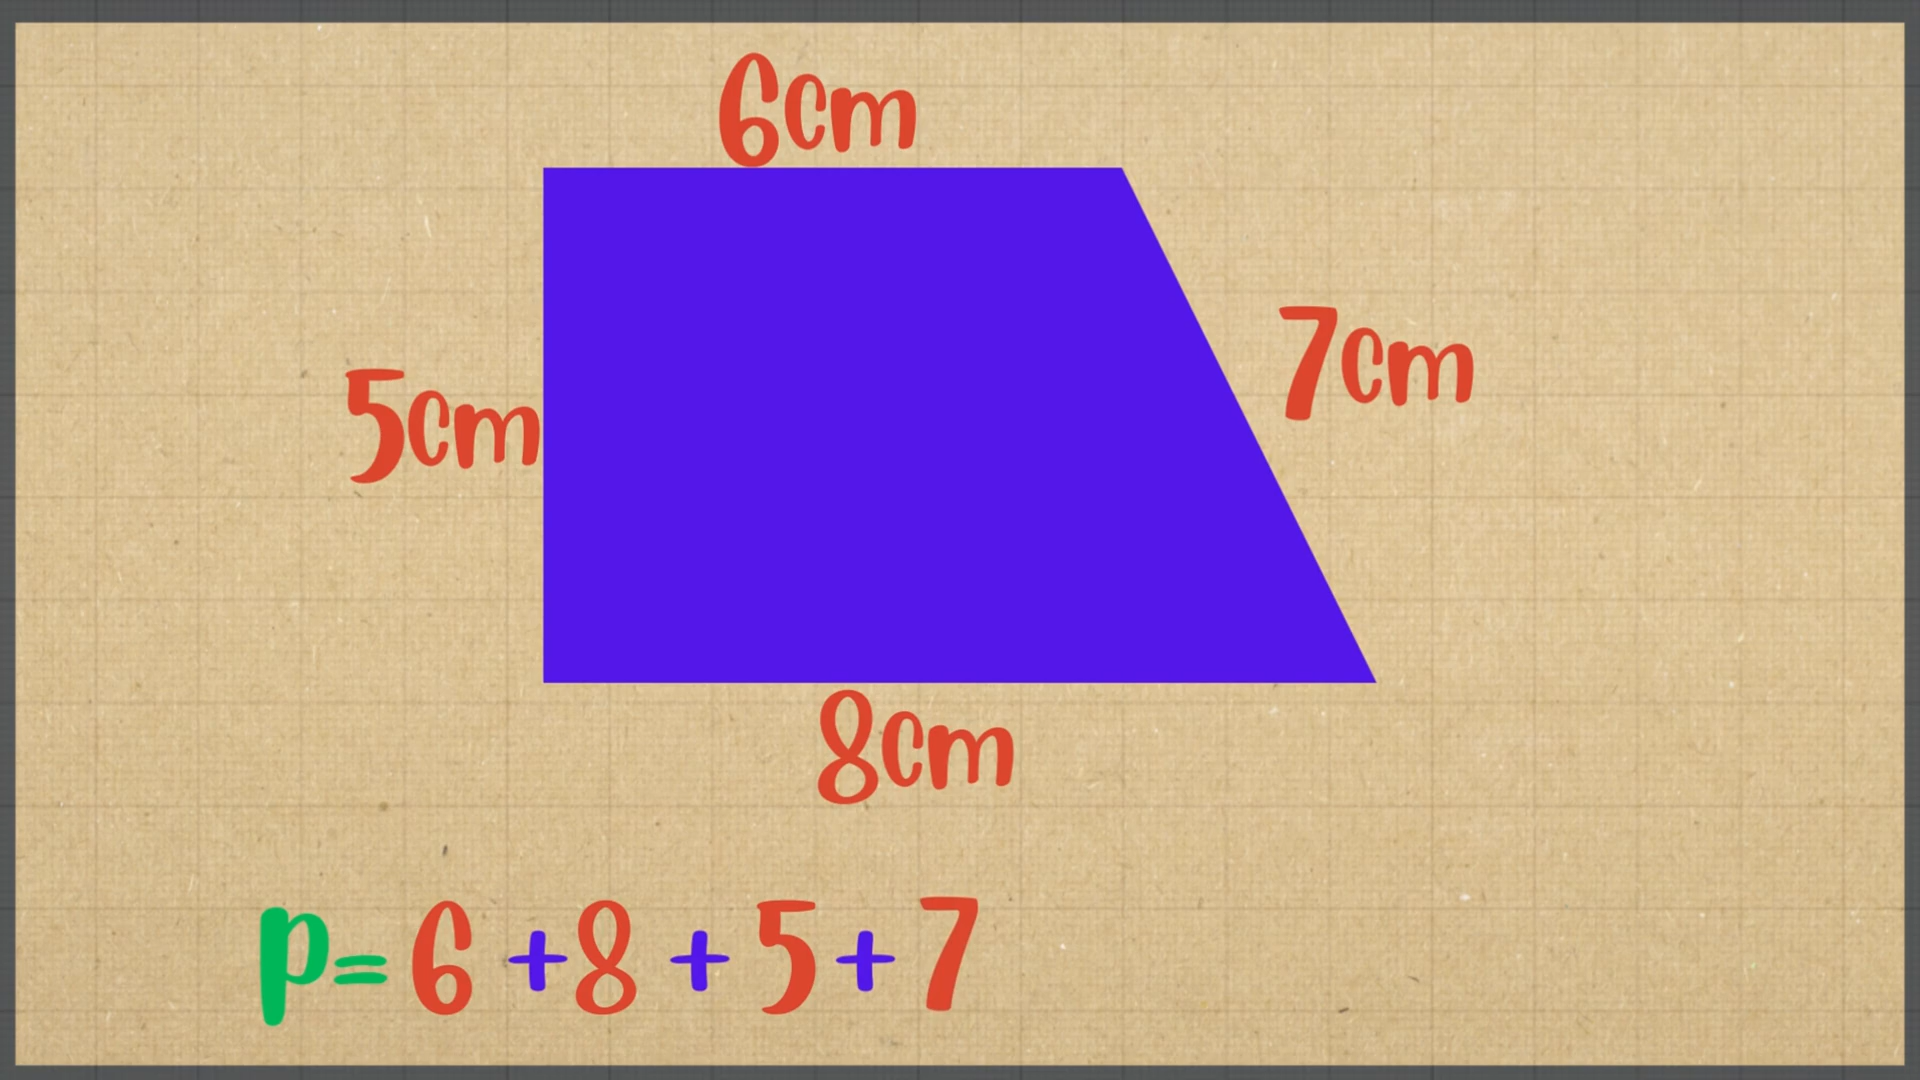 6cm
7cm
5cm
8cm
p= 6 + 8 + 5 + 7